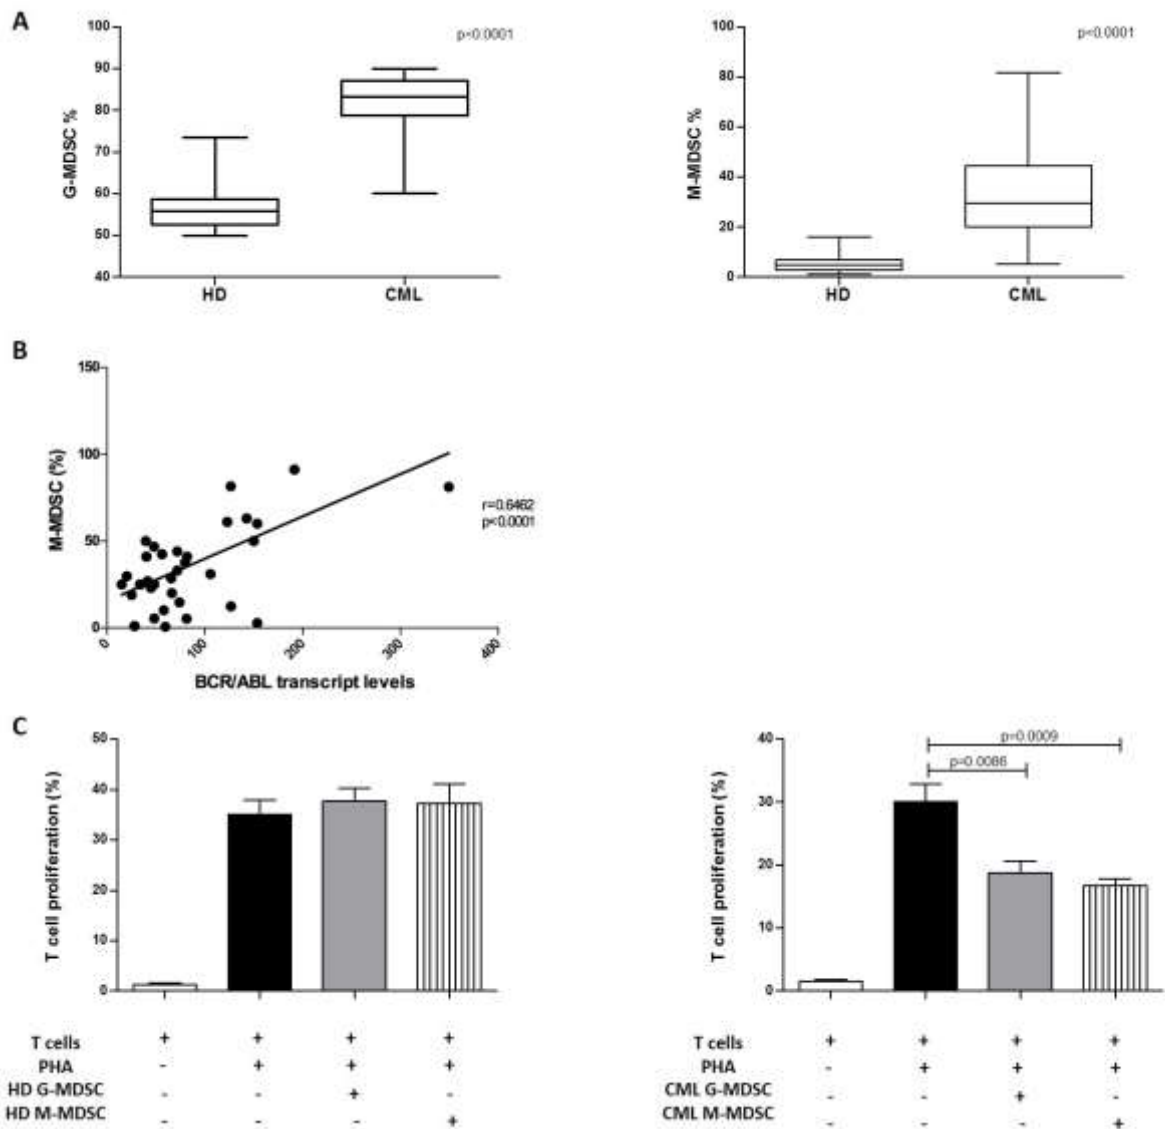 A
100
90
80
70
60
50
40
G-MDSC %
p<0.0001
HD
CML
100
80
60
40
20
0
M-MDSC %
p<0.0001
HD
CML
B
150
100
50
0
M-MDSC (%)
r=0.6462
p<0.0001
0
100
200
300
400
BCR/ABL transcript levels
C
50
40
30
20
10
0
T cell proliferation (%)
T cells + + + +
PHA - + + +
HD G-MDSC - - + -
HD M-MDSC - - - +
40
30
20
10
0
T cell proliferation (%)
p=0.0009
p=0.0086
T cells + + + +
PHA - + + +
CML G-MDSC - - + -
CML M-MDSC - - - +